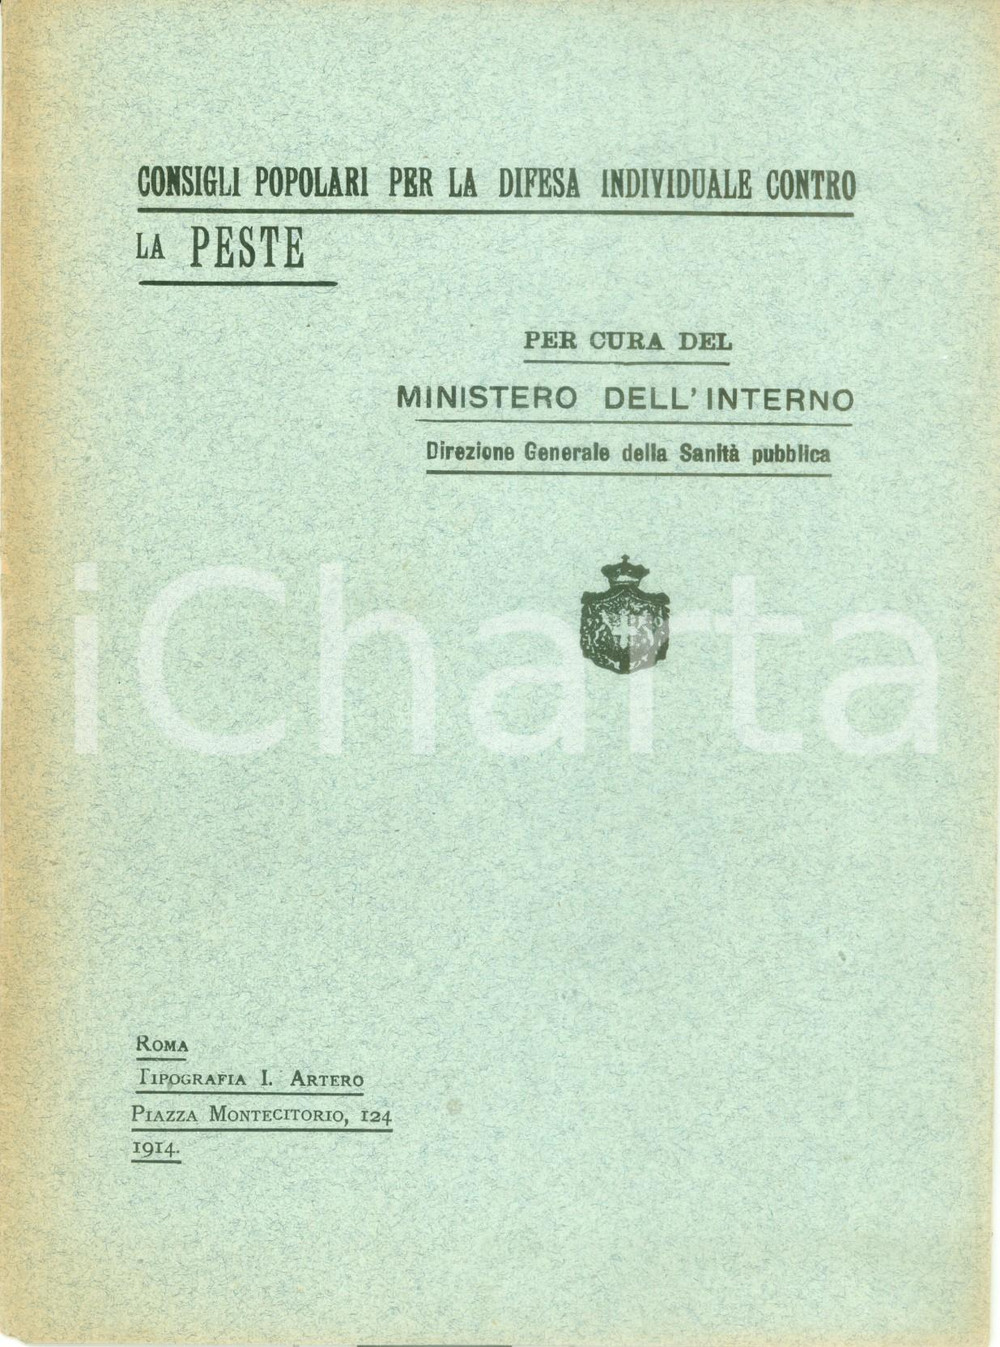 CONSIGLI POPOLARI PER LA DIFESA INDIVIDUALE CONTRO
LA PESTE
PER CURA DEL
MINISTERO DELL'INTERNO
Direzione Generale della Sanità pubblica
iCharta
ROMA
TIPOGRAFIA I. ARTERO
PIAZZA MONTECITORIO, 124
1914.